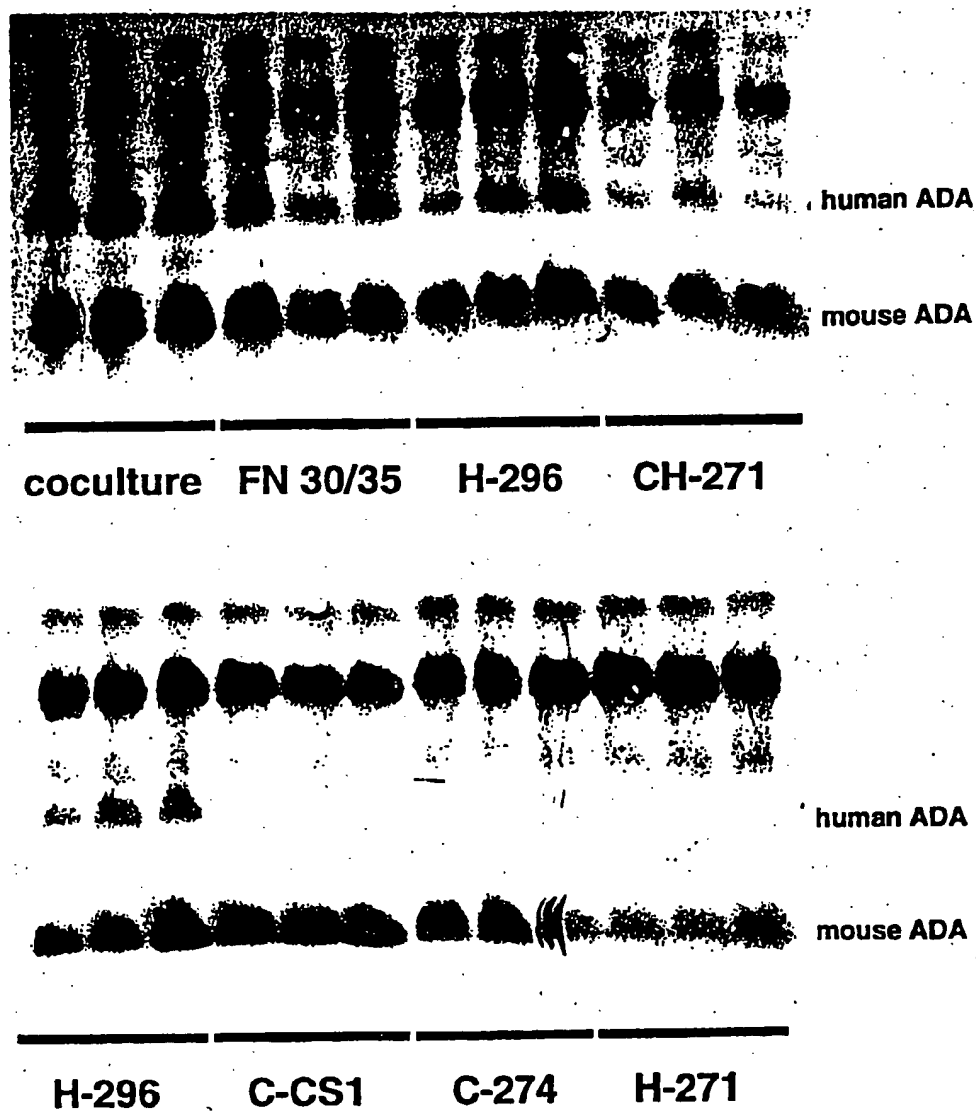 human ADA
mouse ADA
coculture FN 30/35 H-296 CH-271
human ADA
mouse ADA
H-296 C-CS1 C-274 H-271